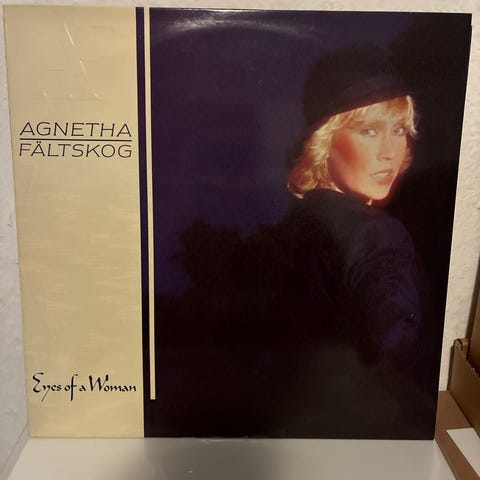 AGNETHA
FÄLTSKOG
Eyes of a Woman